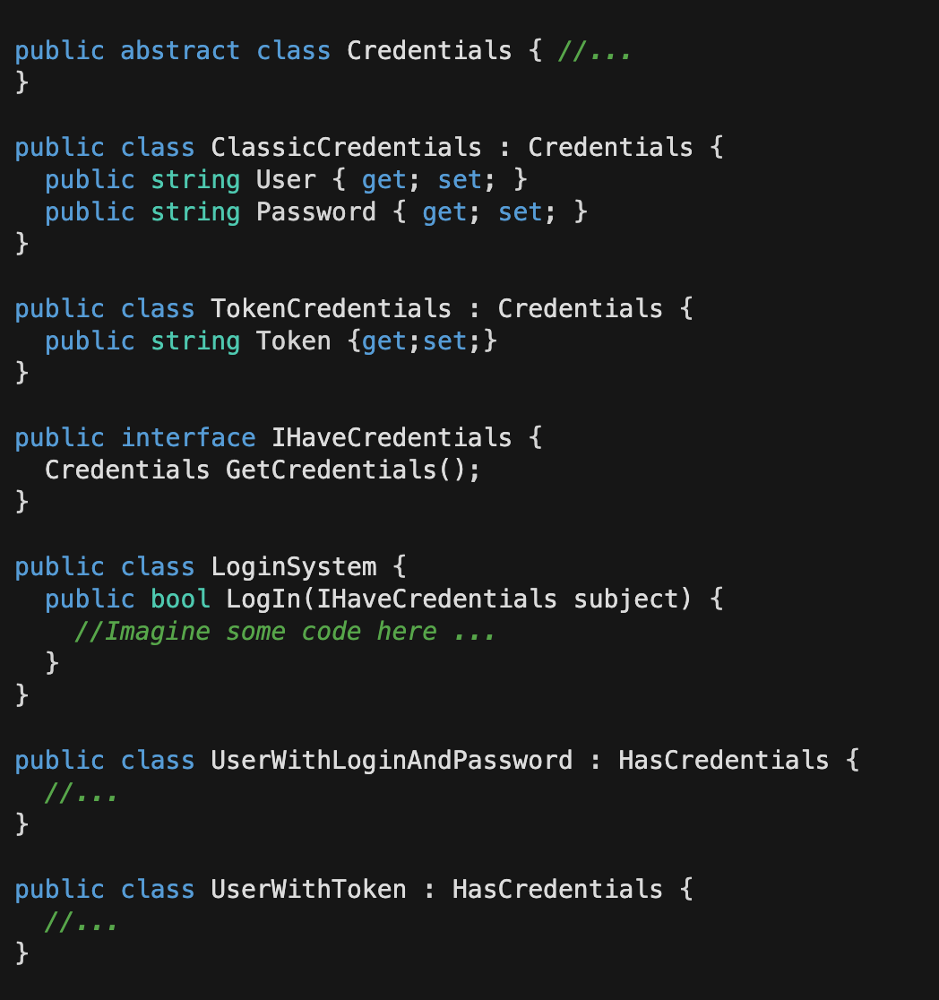 public abstract class Credentials { //...
}
public class ClassicCredentials : Credentials {
  public string User { get; set; }
  public string Password { get; set; }
}
public class TokenCredentials : Credentials {
  public string Token {get;set;}
}
public interface IHaveCredentials {
  Credentials GetCredentials();
}
public class LoginSystem {
  public bool LogIn(IHaveCredentials subject) {
    //Imagine some code here ...
  }
}
public class UserWithLoginAndPassword : HasCredentials {
  //...
}
public class UserWithToken : HasCredentials {
  //...
}